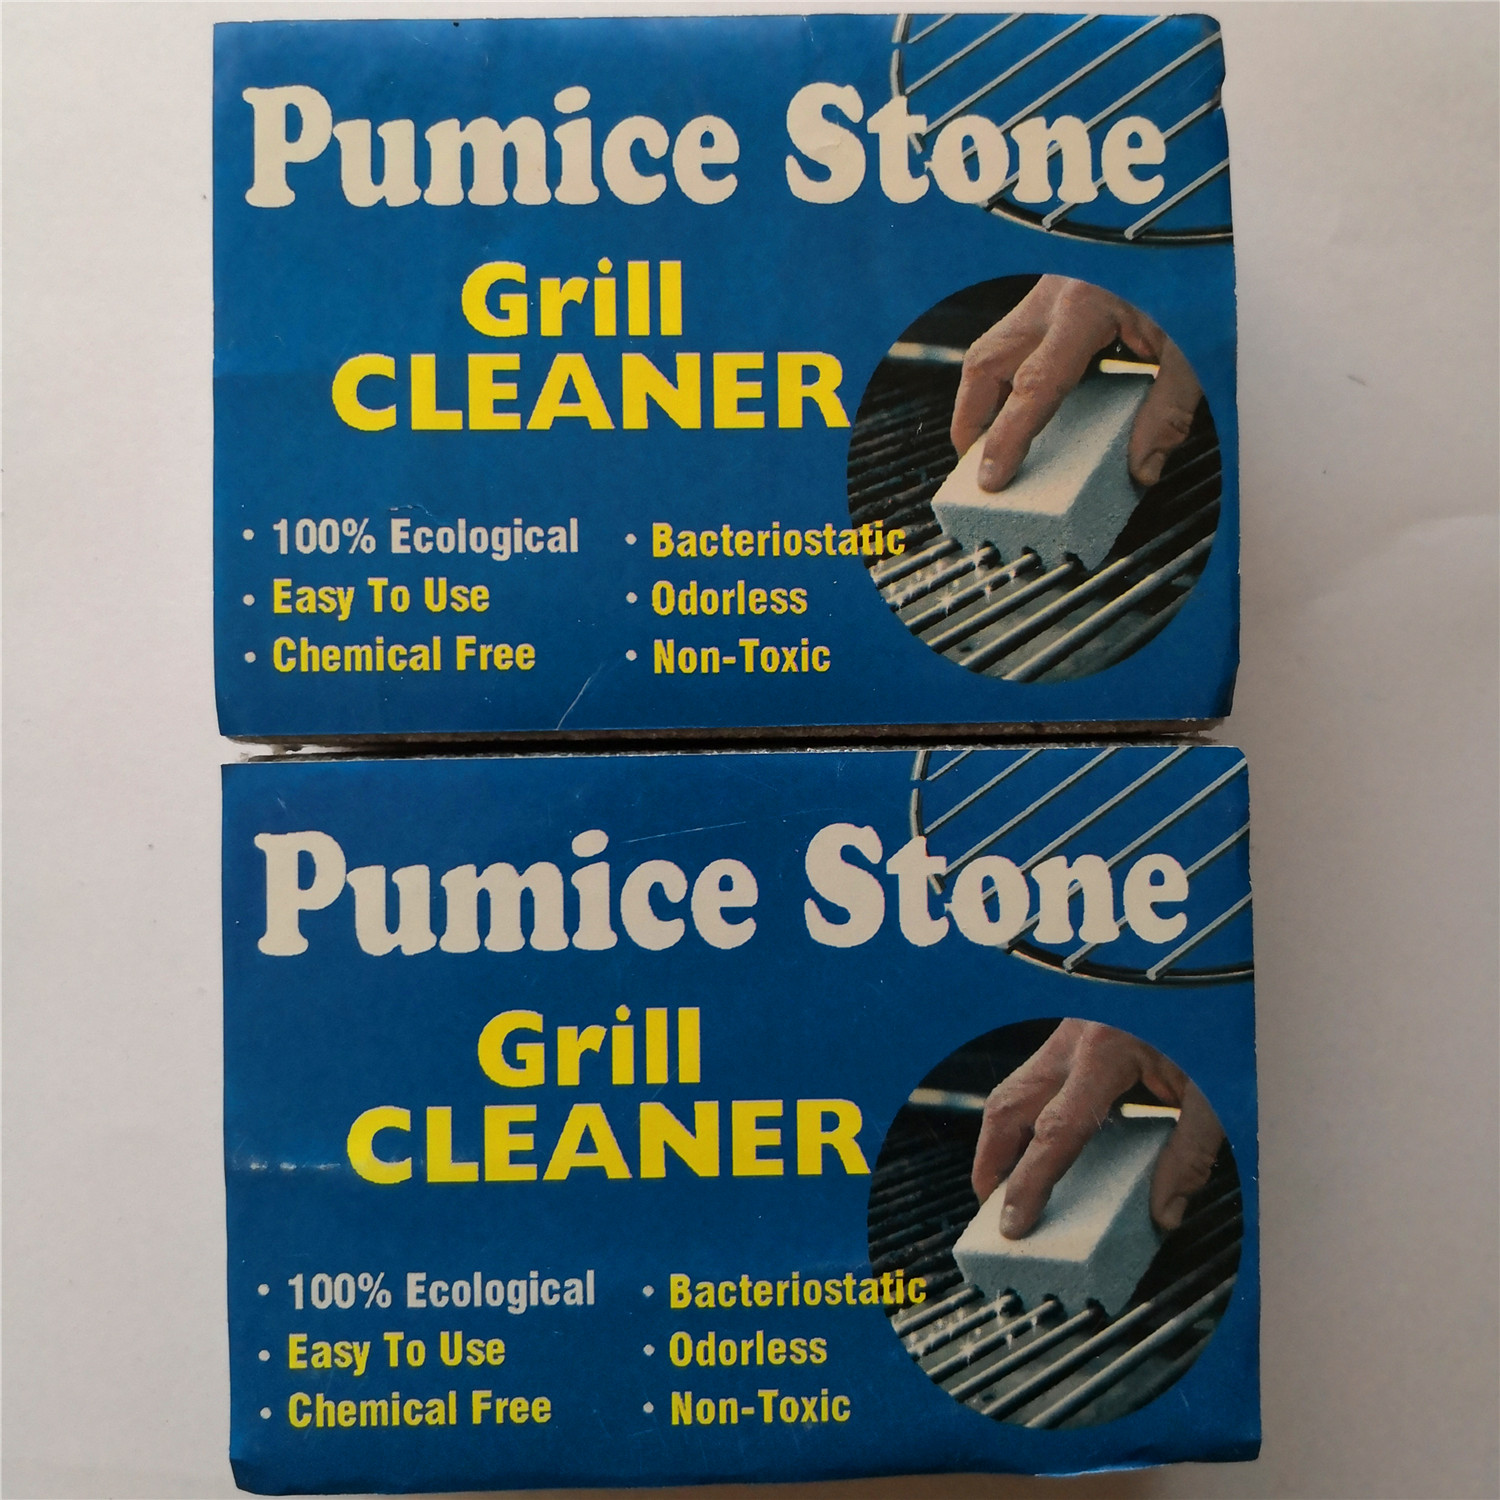 Pumice Stone
Grill
CLEANER
• 100% Ecological
• Easy To Use
• Chemical Free
• Bacteriostatic
• Odorless
• Non-Toxic
Pumice Stone
Grill
CLEANER
• 100% Ecological
• Easy To Use
• Chemical Free
• Bacteriostatic
• Odorless
• Non-Toxic